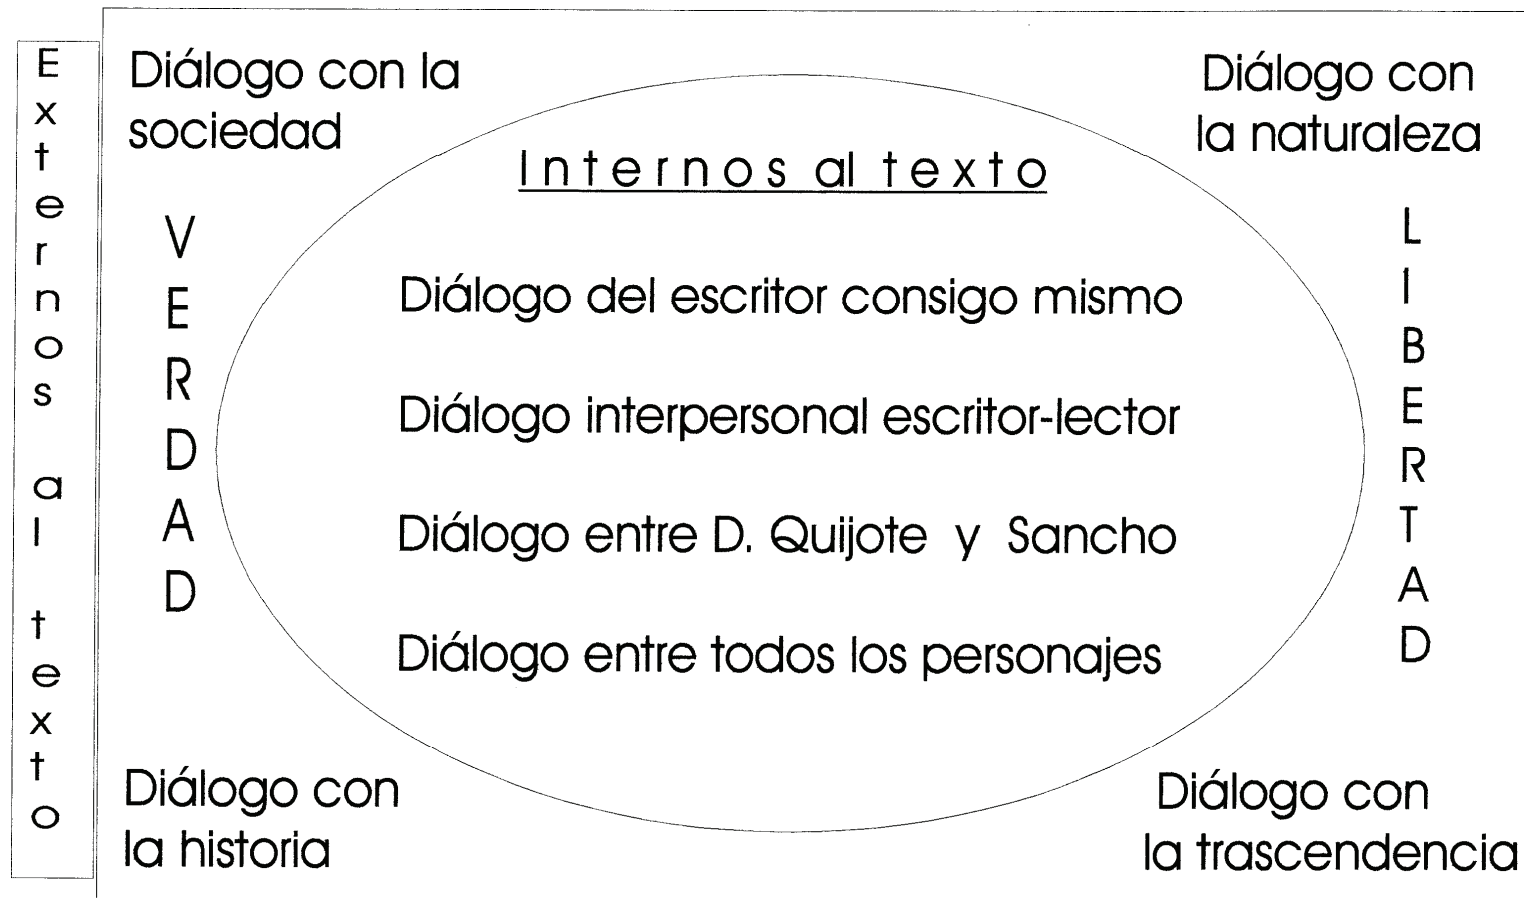 Externos al texto
Diálogo con la
sociedad
Diálogo con
la naturaleza
Internos al texto
VERDAD
LIBERTAD
Diálogo del escritor consigo mismo
Diálogo interpersonal escritor-lector
Diálogo entre D. Quijote y Sancho
Diálogo entre todos los personajes
Diálogo con
la historia
Diálogo con
la trascendencia